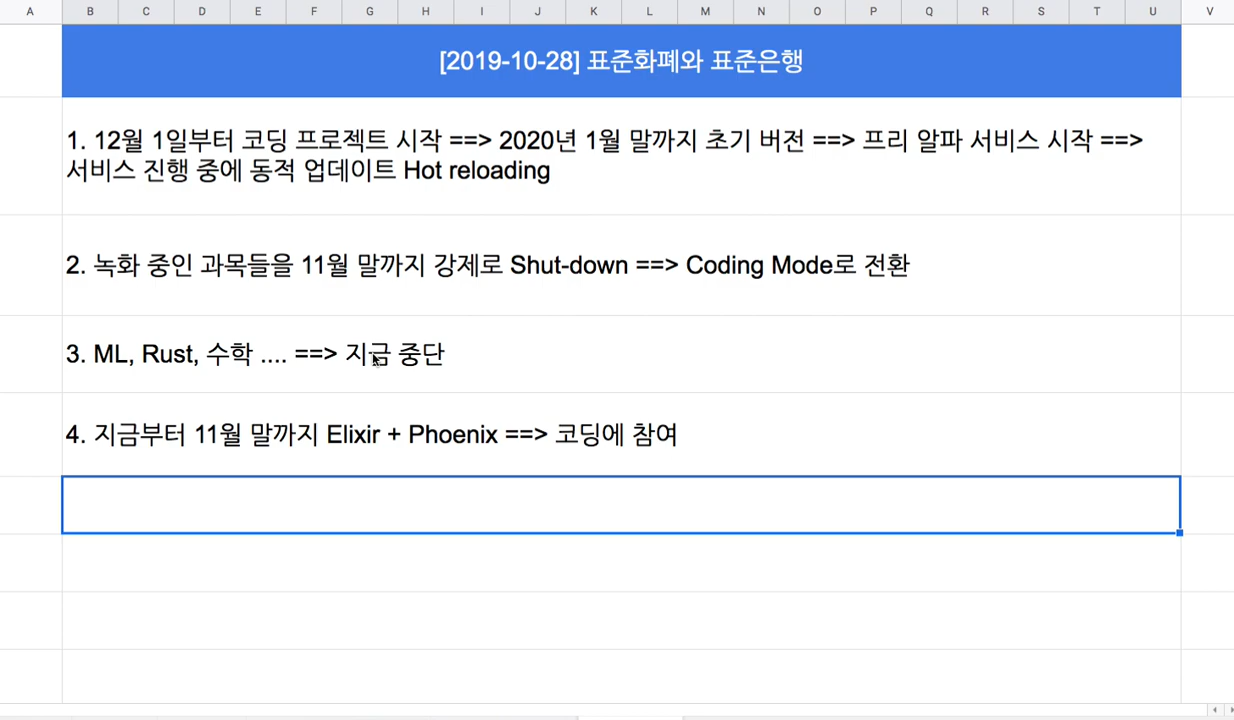 A B C D E F G H I J K L M N O P Q R S T U V
[2019-10-28] 표준화폐와 표준은행
1. 12월 1일부터 코딩 프로젝트 시작 ==> 2020년 1월 말까지 초기 버전 ==> 프리 알파 서비스 시작 ==>
서비스 진행 중에 동적 업데이트 Hot reloading
2. 녹화 중인 과목들을 11월 말까지 강제로 Shut-down ==> Coding Mode로 전환
3. ML, Rust, 수학 .... ==> 지금 중단
4. 지금부터 11월 말까지 Elixir + Phoenix ==> 코딩에 참여